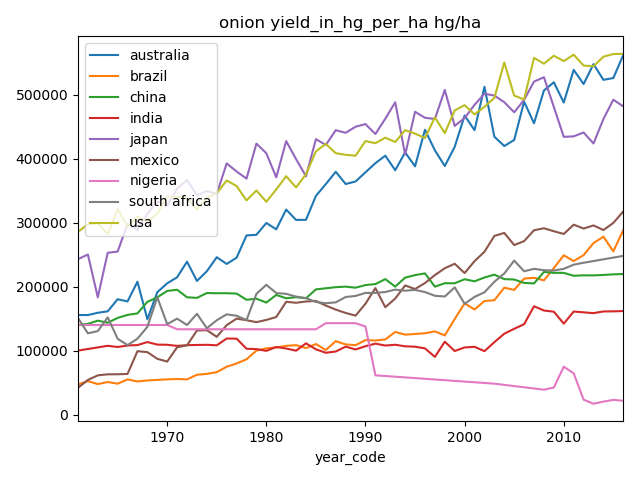 onion yield_in_hg_per_ha hg/ha
australia
brazil
china
india
japan
mexico
nigeria
south africa
usa
500000
400000
300000
200000
100000
0
1970 1980 1990 2000 2010
year_code